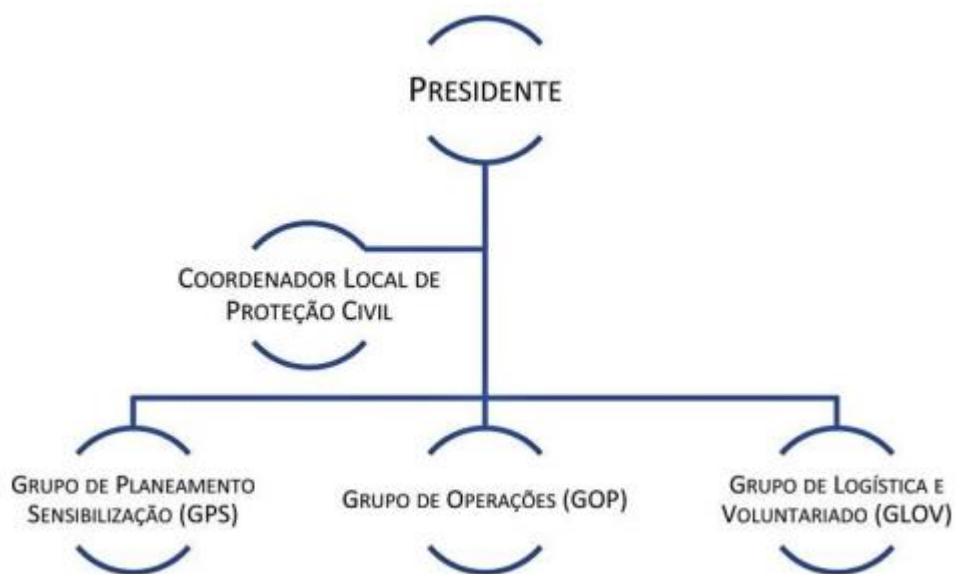 PRESIDENTE
COORDENADOR LOCAL DE
PROTEÇÃO CIVIL
GRUPO DE PLANEAMENTO
SENSIBILIZAÇÃO (GPS)
GRUPO DE OPERAÇÕES (GOP)
GRUPO DE LOGÍSTICA E
VOLUNTARIADO (GLOV)